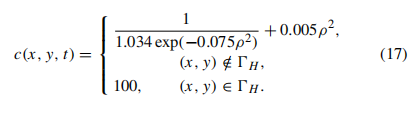 c(x, y, t) = { 1 / (1.034 exp(−0.075ρ²)) + 0.005ρ²,
(x, y) ∉ Γ_H,
100, (x, y) ∈ Γ_H. (17)